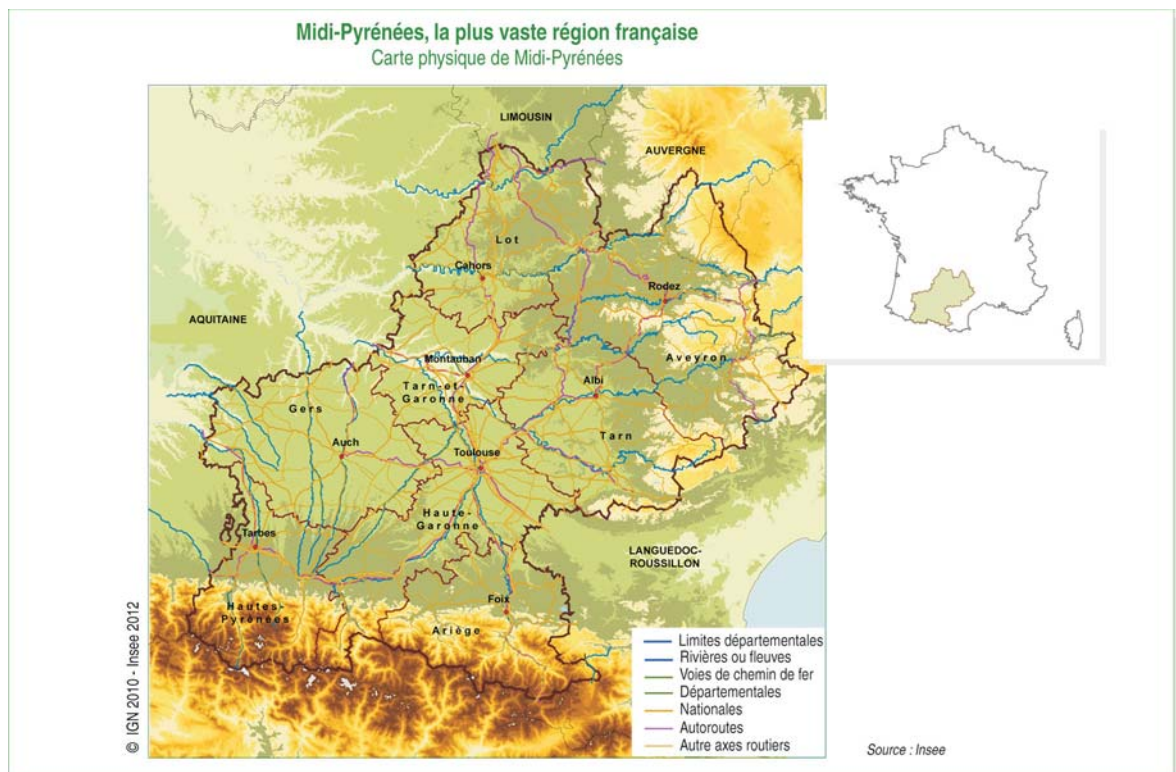 Midi-Pyrénées, la plus vaste région française
Carte physique de Midi-Pyrénées
LIMOUSIN
AUVERGNE
Lot
Cahors
Rodez
AQUITAINE
Montauban
Aveyron
Tarn-et-
Garonne
Albi
Gers
Auch
Tarn
Toulouse
Haute-
Garonne
Tarbes
LANGUEDOC-
ROUSSILLON
Foix
Hautes-
Pyrénées
Ariège
Limites départementales
Rivières ou fleuves
Voies de chemin de fer
Départementales
Nationales
Autoroutes
Autre axes routiers
© IGN 2010 - Insee 2012
Source : Insee